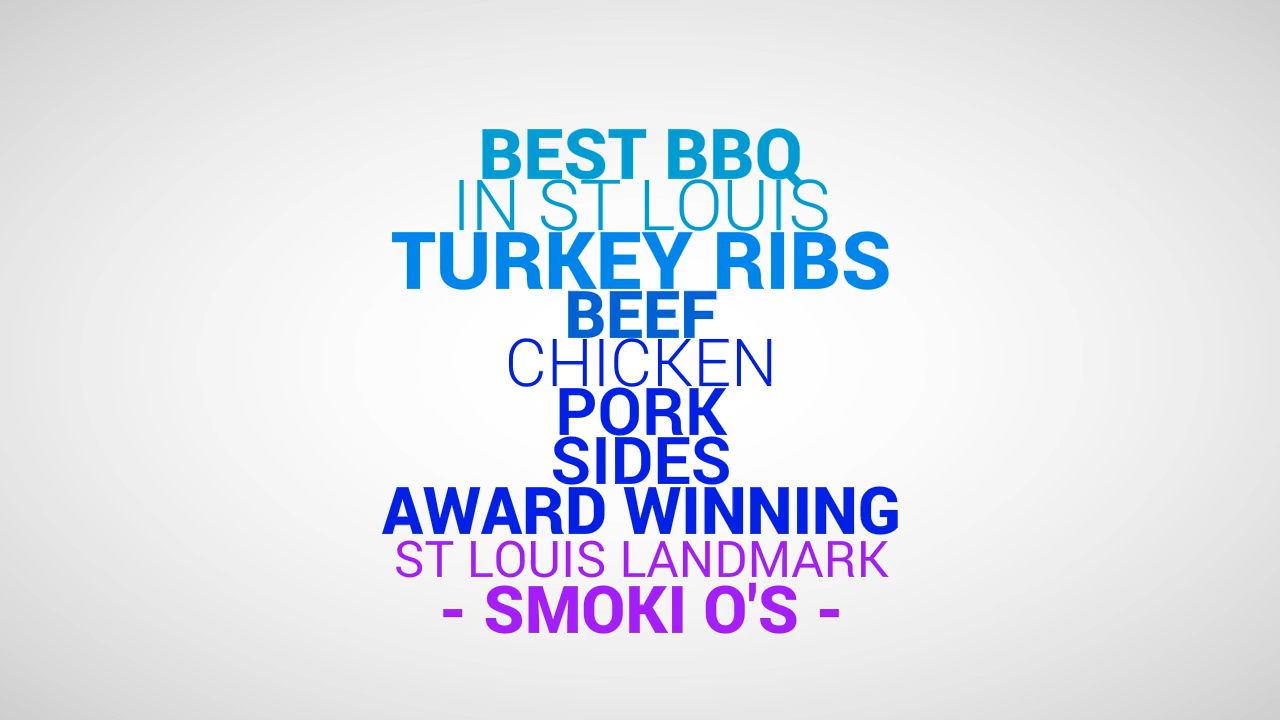 BEST BBQ
IN ST LOUIS
TURKEY RIBS
BEEF
CHICKEN
PORK
SIDES
AWARD WINNING
ST LOUIS LANDMARK
- SMOKI O'S -